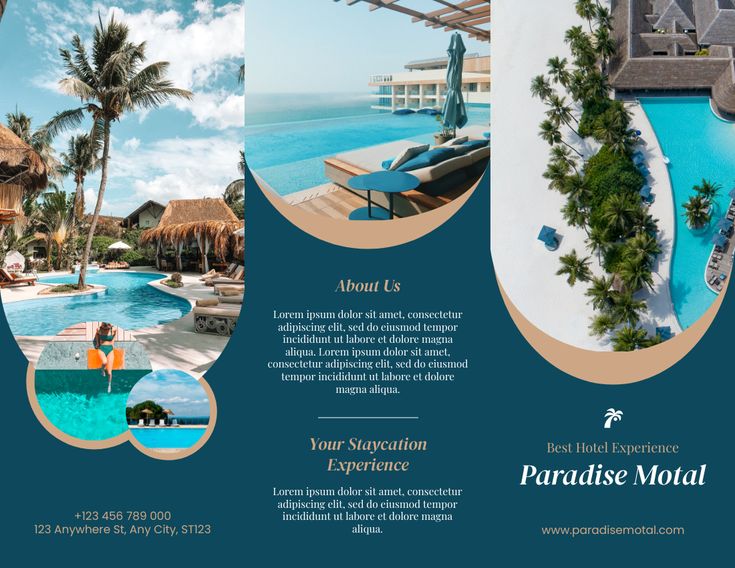 +123 456 789 000
123 Anywhere St, Any City, ST123
About Us
Lorem ipsum dolor sit amet, consectetur
adipiscing elit, sed do eiusmod tempor
incididunt ut labore et dolore magna
aliqua. Lorem ipsum dolor sit amet,
consectetur adipiscing elit, sed do eiusmod
tempor incididunt ut labore et dolore
magna aliqua.
Your Staycation
Experience
Lorem ipsum dolor sit amet, consectetur
adipiscing elit, sed do eiusmod tempor
incididunt ut labore et dolore magna
aliqua.
Best Hotel Experience
Paradise Motal
www.paradisemotal.com